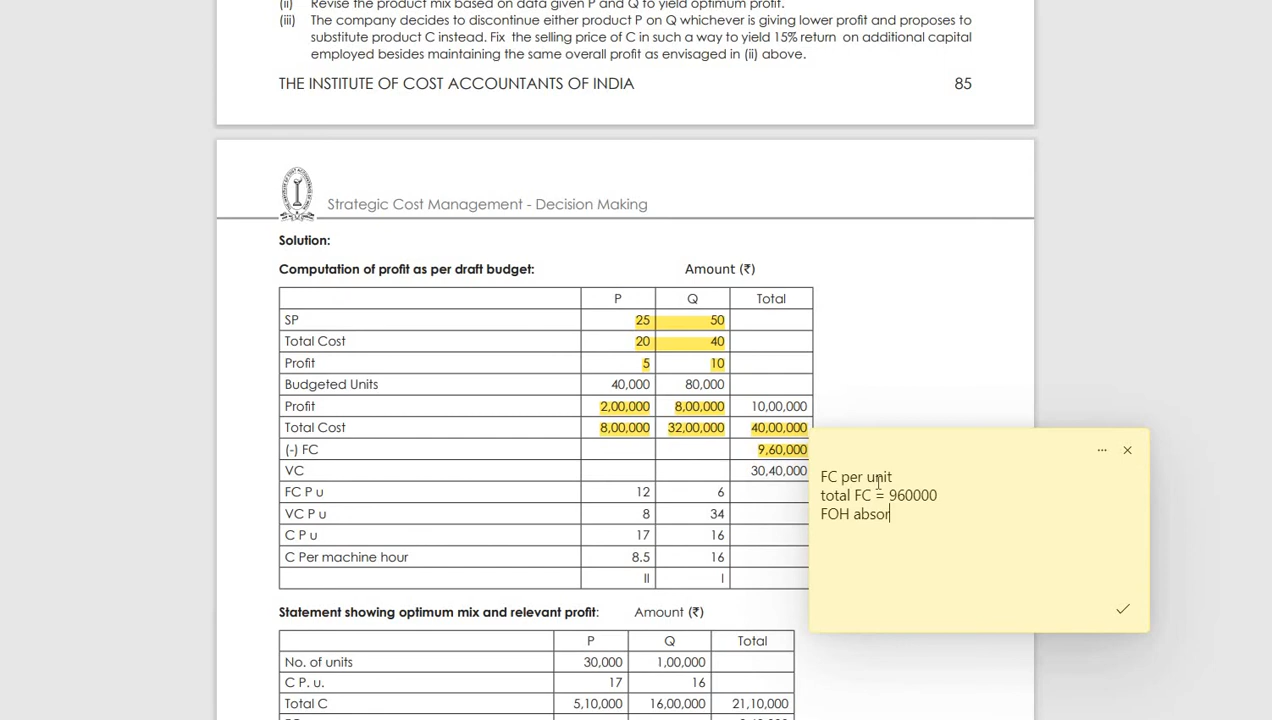 (ii) Revise the product mix based on data given P and Q to yield optimum profit.
(iii) The company decides to discontinue either product P on Q whichever is giving lower profit and proposes to
substitute product C instead. Fix the selling price of C in such a way to yield 15% return on additional capital
employed besides maintaining the same overall profit as envisaged in (ii) above.
THE INSTITUTE OF COST ACCOUNTANTS OF INDIA 85
Strategic Cost Management - Decision Making
Solution:
Computation of profit as per draft budget: Amount (₹)
P Q Total
SP 25 50
Total Cost 20 40
Profit 5 10
Budgeted Units 40,000 80,000
Profit 2,00,000 8,00,000 10,00,000
Total Cost 8,00,000 32,00,000 40,00,000
(-) FC 9,60,000
VC 30,40,000
FC P u 12 6
VC P u 8 34
C P u 17 16
C Per machine hour 8.5 16
II I
FC per unit
total FC = 960000
FOH absor
Statement showing optimum mix and relevant profit: Amount (₹)
P Q Total
No. of units 30,000 1,00,000
C P. u. 17 16
Total C 5,10,000 16,00,000 21,10,000